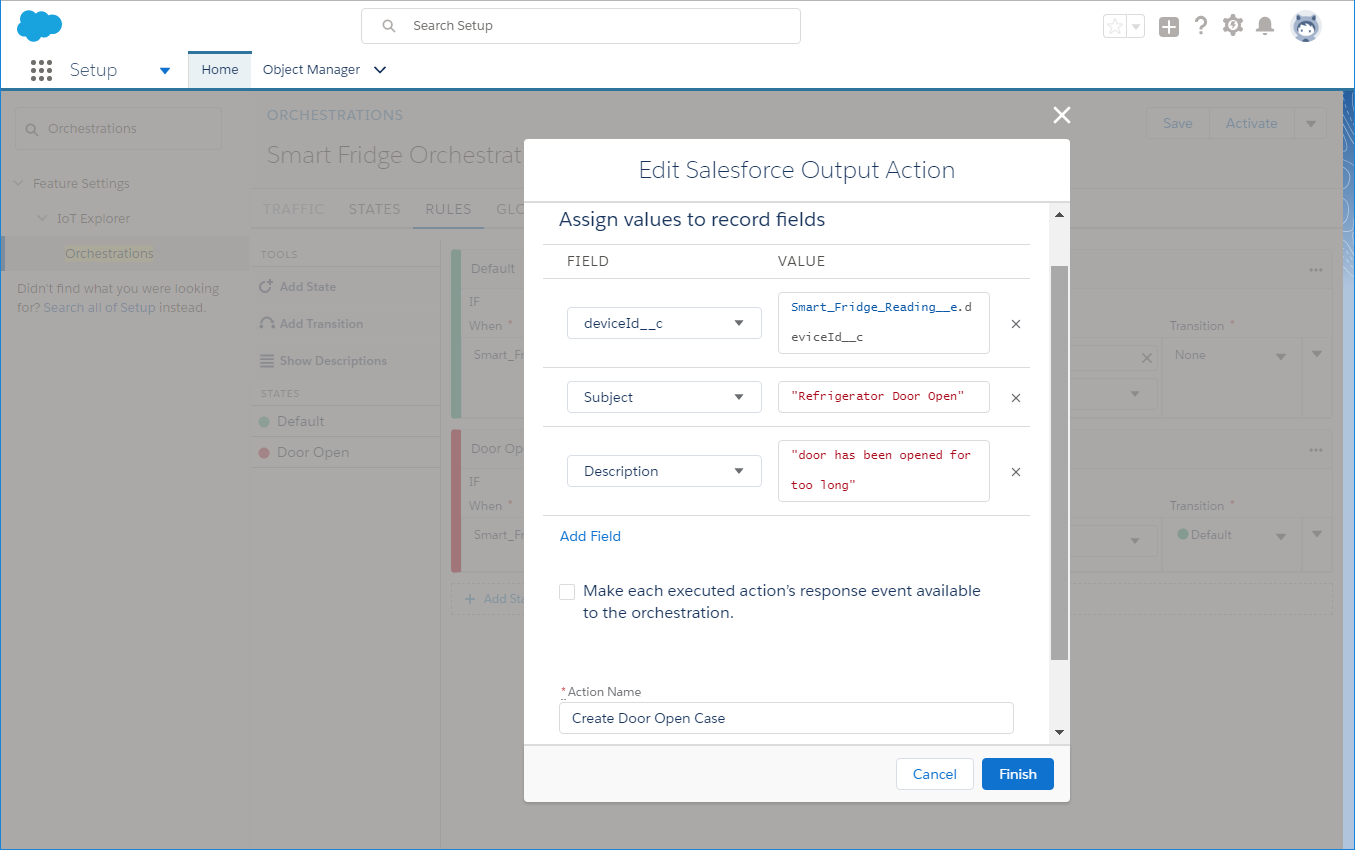 Search Setup
Setup
Home
Object Manager
Orchestrations
Feature Settings
IoT Explorer
Orchestrations
Didn't find what you were looking
for? Search all of Setup instead.
ORCHESTRATIONS
Smart Fridge Orchestrat
Save
Activate
TRAFFIC
STATES
RULES
GLO
TOOLS
Add State
Add Transition
Show Descriptions
STATES
Default
Door Open
Default
IF
When *
Smart_Fr
Transition *
None
Door Op
IF
When *
Smart_Fr
Transition *
Default
+ Add Sta
Edit Salesforce Output Action
Assign values to record fields
FIELD
VALUE
deviceId__c
Smart_Fridge_Reading__e.d
eviceId__c
Subject
"Refrigerator Door Open"
Description
"door has been opened for
too long"
Add Field
Make each executed action’s response event available
to the orchestration.
*Action Name
Create Door Open Case
Cancel
Finish